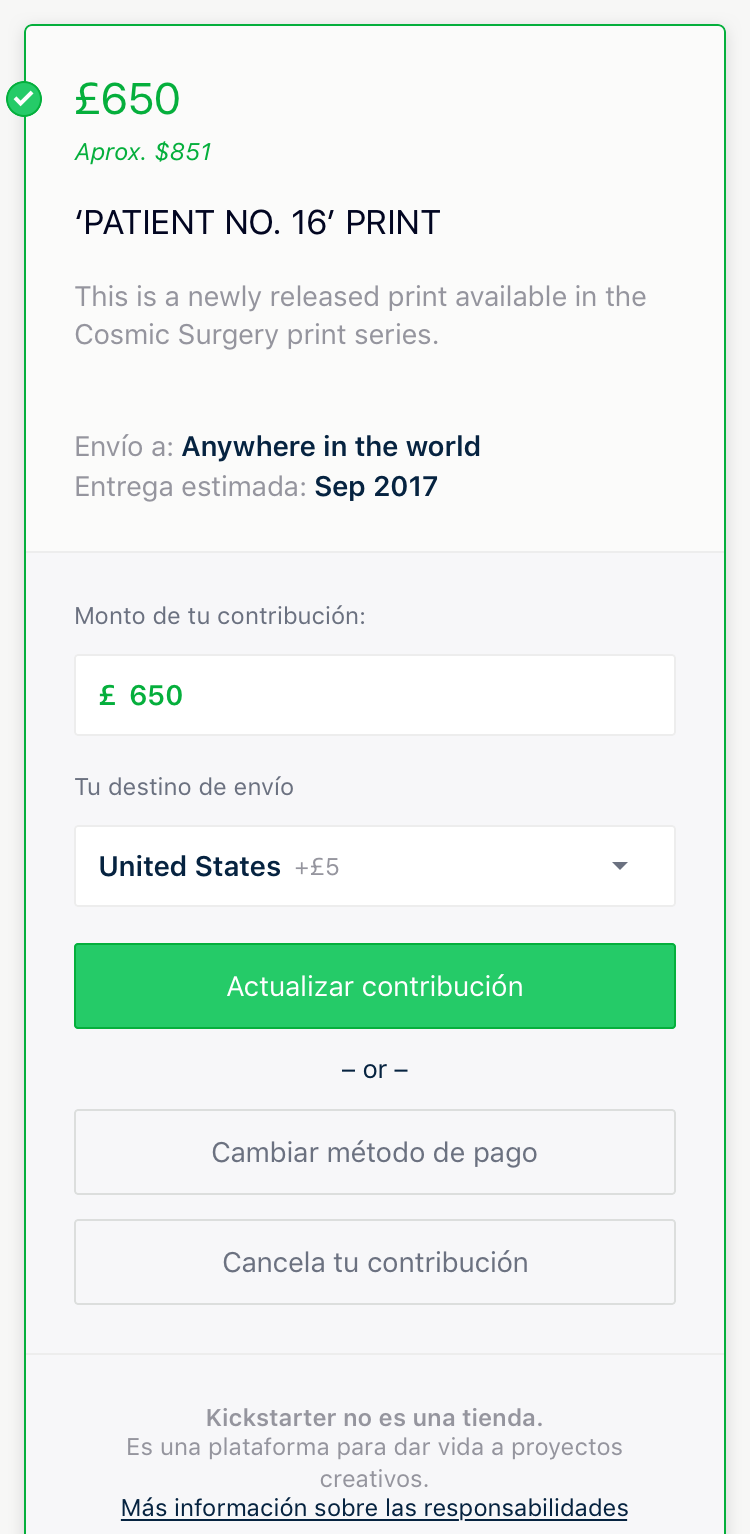 £650
Aprox. $851
‘PATIENT NO. 16’ PRINT
This is a newly released print available in the
Cosmic Surgery print series.
Envío a: Anywhere in the world
Entrega estimada: Sep 2017
Monto de tu contribución:
£ 650
Tu destino de envío
United States +£5
Actualizar contribución
– or –
Cambiar método de pago
Cancela tu contribución
Kickstarter no es una tienda.
Es una plataforma para dar vida a proyectos
creativos.
Más información sobre las responsabilidades